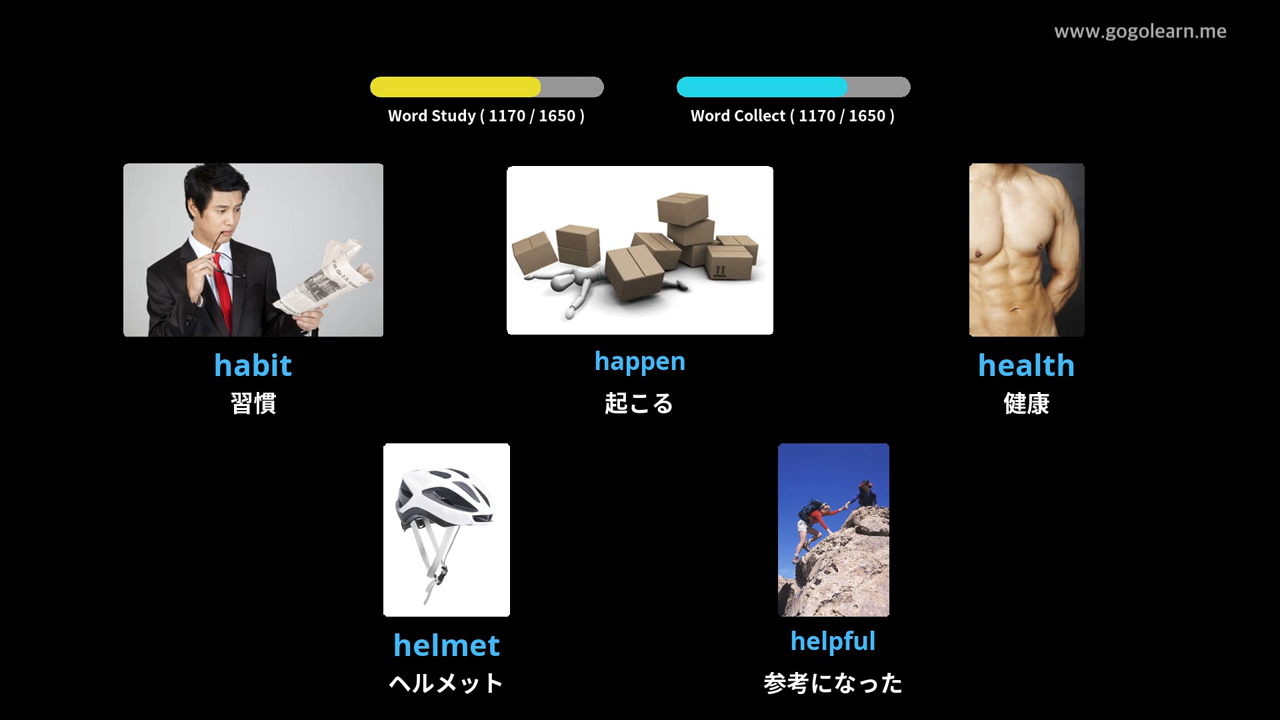 www.gogolearn.me
Word Study ( 1170 / 1650 )
Word Collect ( 1170 / 1650 )
habit
習慣
happen
起こる
health
健康
helmet
ヘルメット
helpful
参考になった